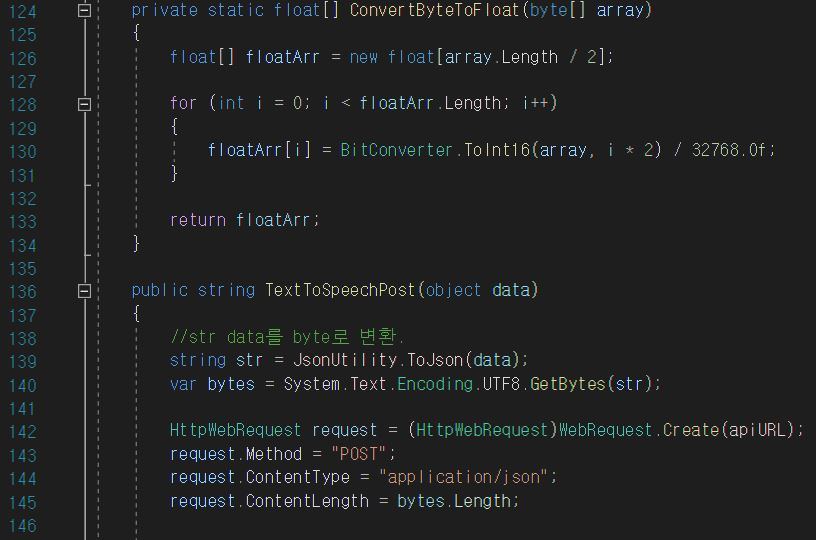 124 private static float[] ConvertByteToFloat(byte[] array)
125 {
126 float[] floatArr = new float[array.Length / 2];
127
128 for (int i = 0; i < floatArr.Length; i++)
129 {
130 floatArr[i] = BitConverter.ToInt16(array, i * 2) / 32768.0f;
131 }
132
133 return floatArr;
134 }
135
136 public string TextToSpeechPost(object data)
137 {
138 //str data를 byte로 변환.
139 string str = JsonUtility.ToJson(data);
140 var bytes = System.Text.Encoding.UTF8.GetBytes(str);
141
142 HttpWebRequest request = (HttpWebRequest)WebRequest.Create(apiURL);
143 request.Method = "POST";
144 request.ContentType = "application/json";
145 request.ContentLength = bytes.Length;
146